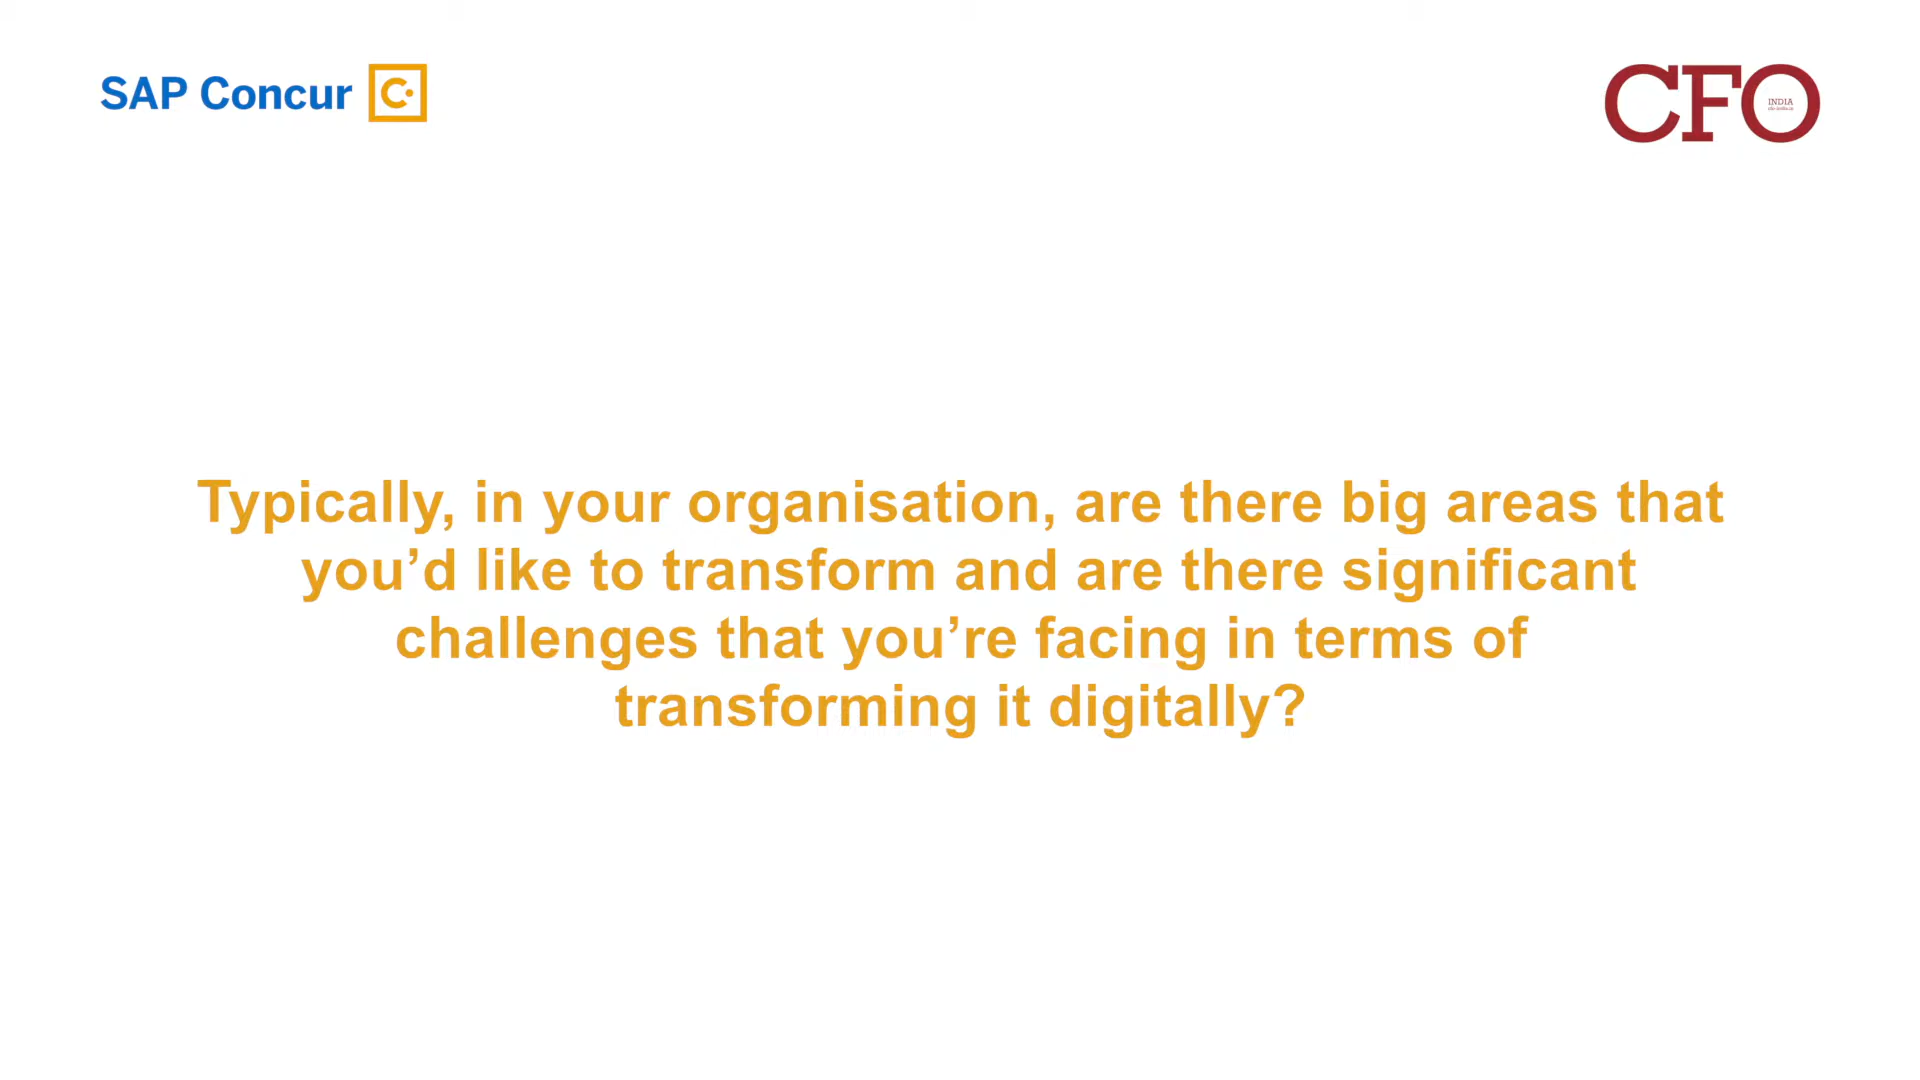 SAP Concur
CFO
INDIA
Typically, in your organisation, are there big areas that
you’d like to transform and are there significant
challenges that you’re facing in terms of
transforming it digitally?